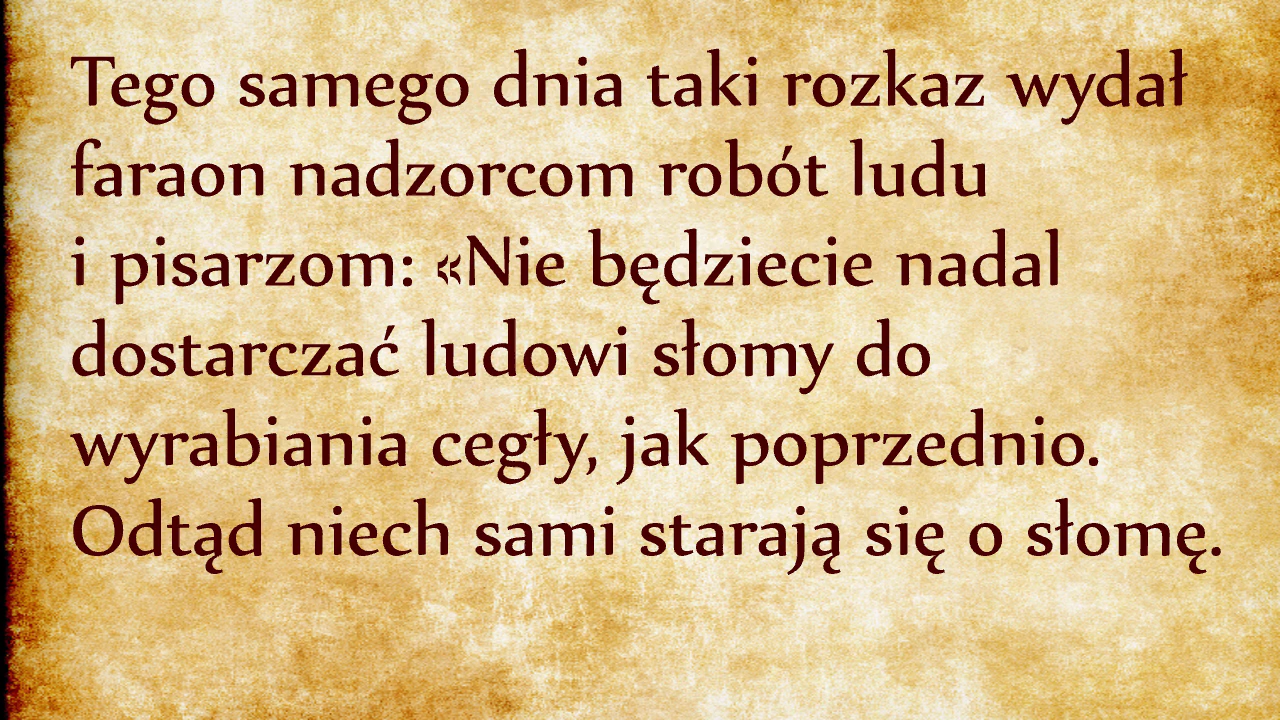 Tego samego dnia taki rozkaz wydał
faraon nadzorcom robót ludu
i pisarzom: «Nie będziecie nadal
dostarczać ludowi słomy do
wyrabiania cegły, jak poprzednio.
Odtąd niech sami starają się o słomę.